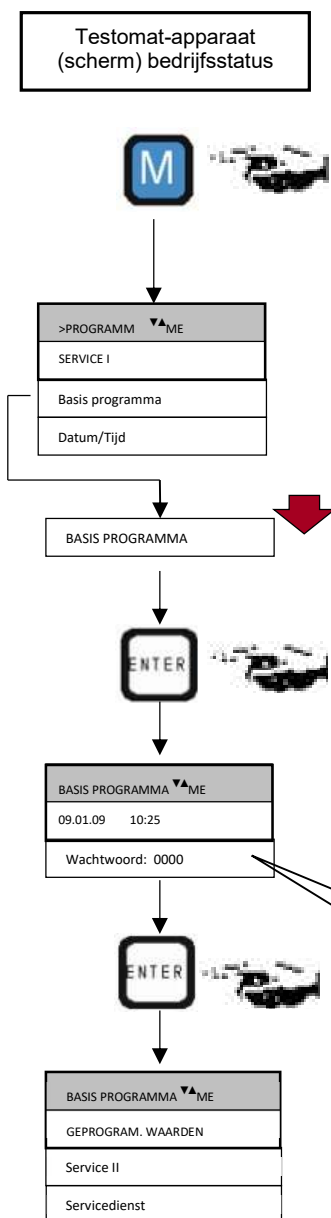 Testomat-apparaat
(scherm) bedrijfsstatus
M
>PROGRAMM ▼▲ME
SERVICE I
Basis programma
Datum/Tijd
BASIS PROGRAMMA
ENTER
BASIS PROGRAMMA ▼▲ME
09.01.09 10:25
Wachtwoord: 0000
ENTER
BASIS PROGRAMMA ▼▲ME
GEPROGRAM. WAARDEN
Service II
Servicedienst